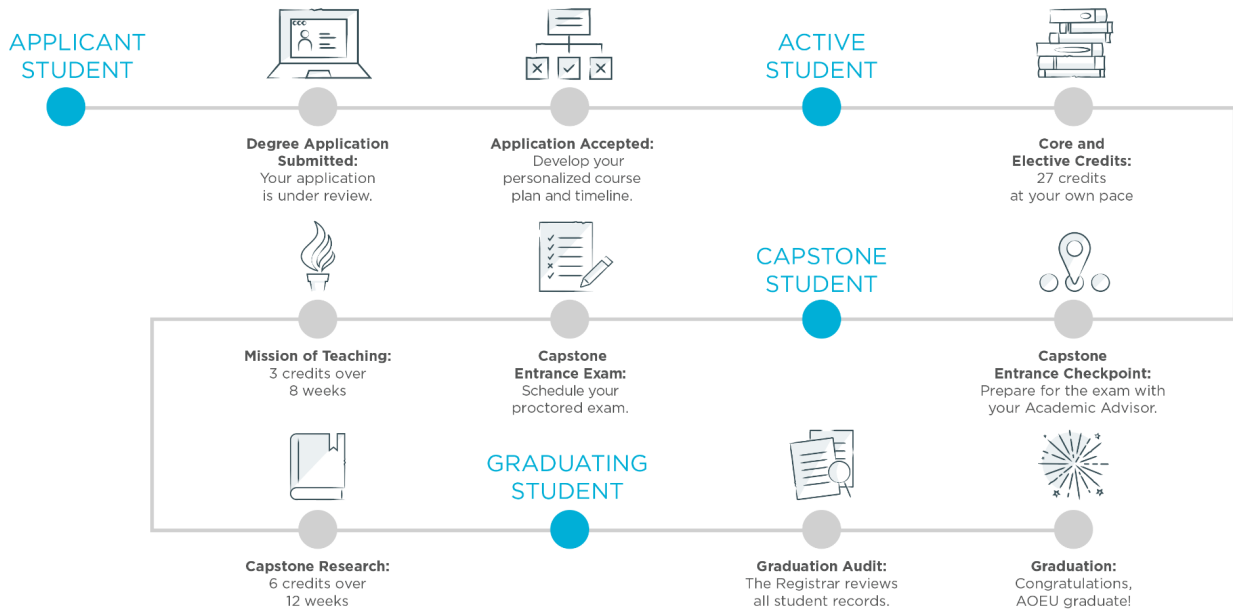 APPLICANT
STUDENT
Degree Application
Submitted:
Your application
is under review.
Application Accepted:
Develop your
personalized course
plan and timeline.
ACTIVE
STUDENT
Core and
Elective Credits:
27 credits
at your own pace
Capstone
Entrance Checkpoint:
Prepare for the exam with
your Academic Advisor.
CAPSTONE
STUDENT
Capstone
Entrance Exam:
Schedule your
proctored exam.
Mission of Teaching:
3 credits over
8 weeks
Capstone Research:
6 credits over
12 weeks
GRADUATING
STUDENT
Graduation Audit:
The Registrar reviews
all student records.
Graduation:
Congratulations,
AOEU graduate!